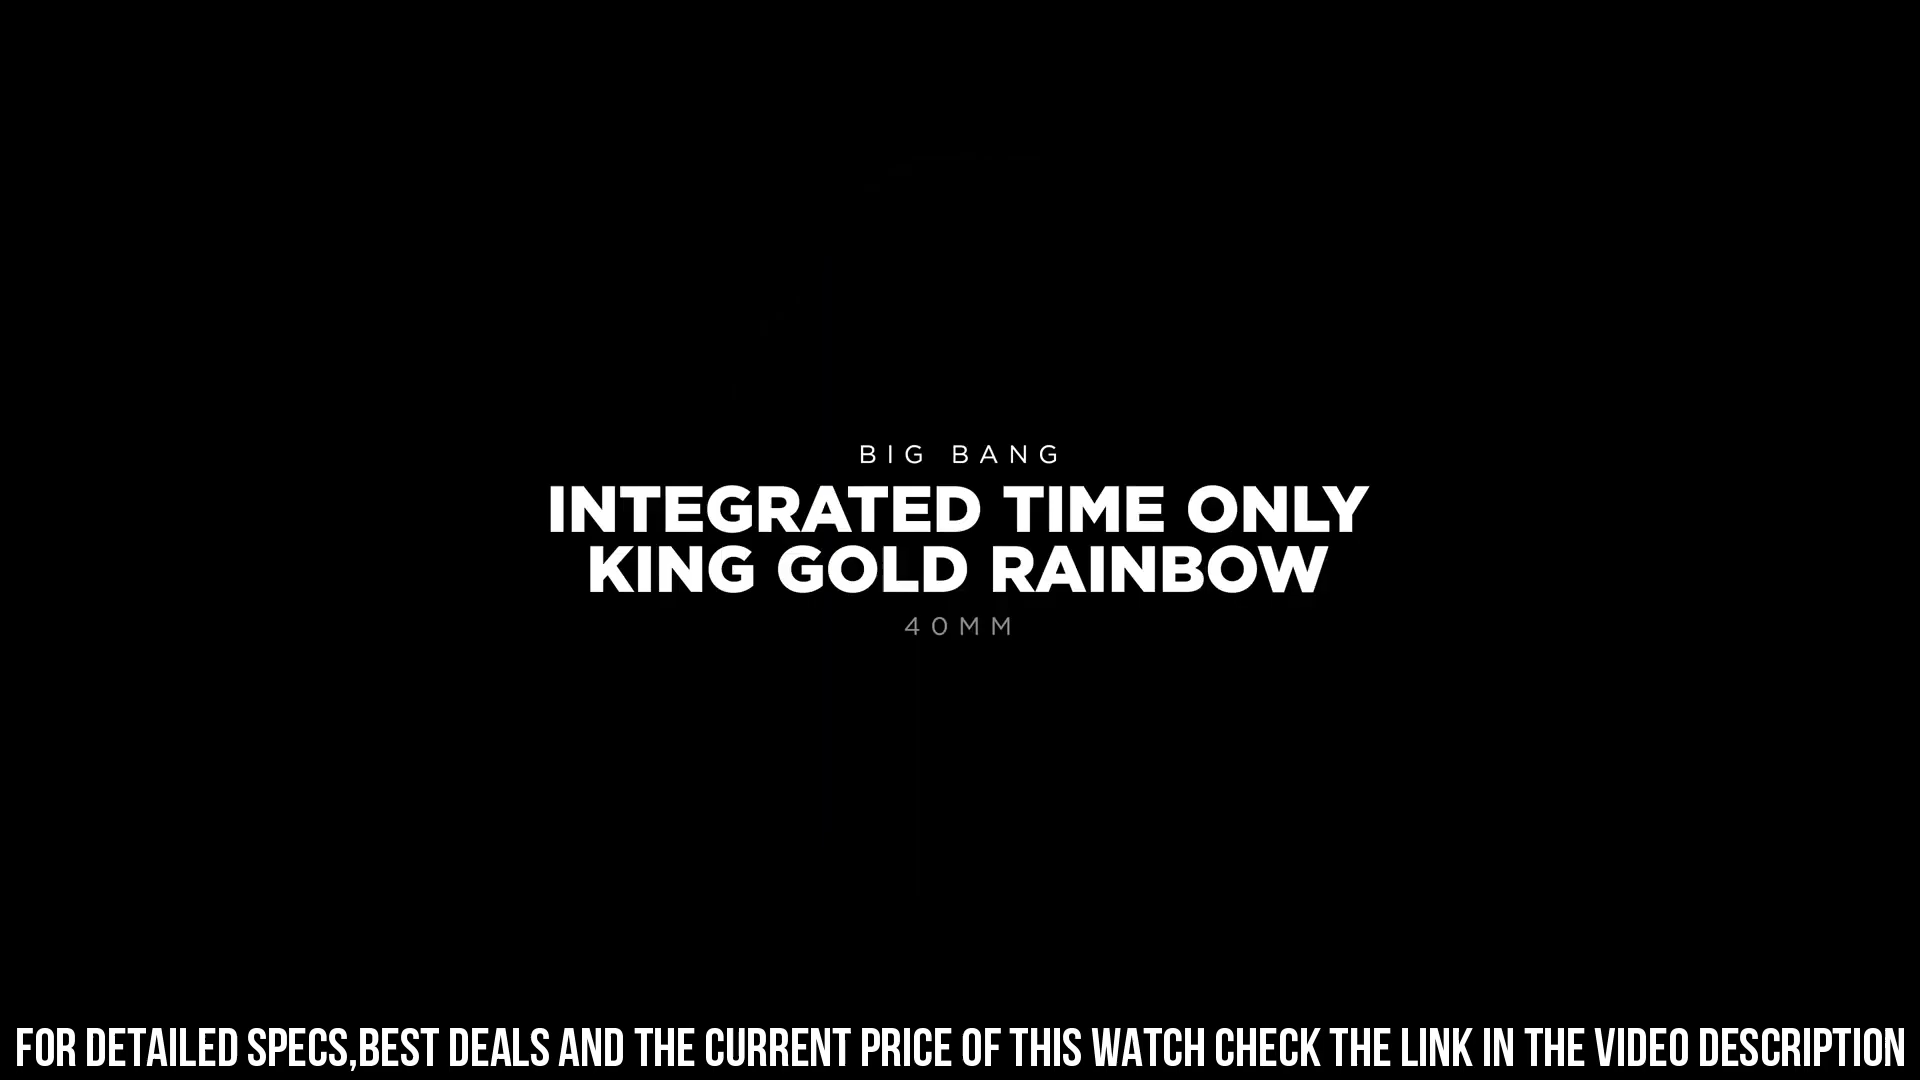 BIG BANG
INTEGRATED TIME ONLY
KING GOLD RAINBOW
40MM
FOR DETAILED SPECS,BEST DEALS AND THE CURRENT PRICE OF THIS WATCH CHECK THE LINK IN THE VIDEO DESCRIPTION